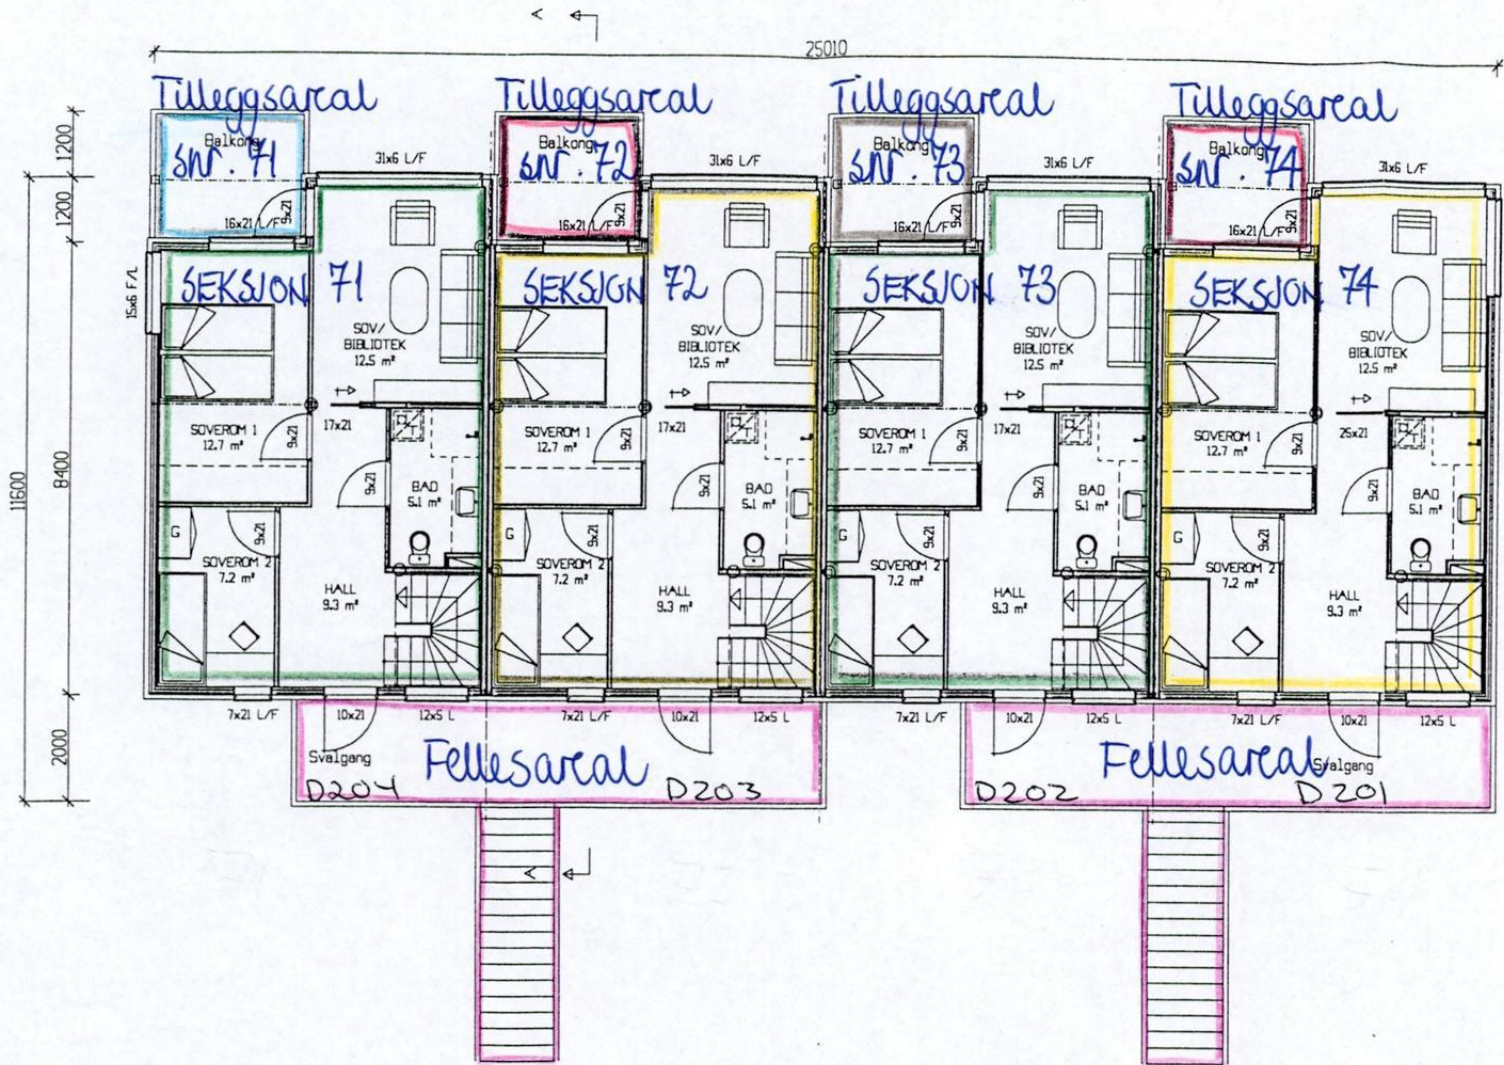 25010
Tilleggsareal Tilleggsareal Tilleggsareal Tilleggsareal
Balkong Balkong Balkong Balkong
snr. 71 snr. 72 snr. 73 snr. 74
31x6 L/F 31x6 L/F 31x6 L/F 31x6 L/F
16x21 L/F 9x21 16x21 L/F 9x21 16x21 L/F 9x21 16x21 L/F 9x21
1200
1200
8400
11600
2000
15x6 F/L
SEKSJON 71 SEKSJON 72 SEKSJON 73 SEKSJON 74
SOV/ SOV/ SOV/ SOV/
BIBLIOTEK BIBLIOTEK BIBLIOTEK BIBLIOTEK
12.5 m² 12.5 m² 12.5 m² 12.5 m²
17x21 17x21 17x21 25x21
SOVEROM 1 SOVEROM 1 SOVEROM 1 SOVEROM 1
12.7 m² 12.7 m² 12.7 m² 12.7 m²
9x21 9x21 9x21 9x21
9x21 9x21 9x21 9x21
BAD BAD BAD BAD
5.1 m² 5.1 m² 5.1 m² 5.1 m²
G 9x21 G 9x21 G 9x21 G 9x21
SOVEROM 2 SOVEROM 2 SOVEROM 2 SOVEROM 2
7.2 m² 7.2 m² 7.2 m² 7.2 m²
HALL HALL HALL HALL
9.3 m² 9.3 m² 9.3 m² 9.3 m²
7x21 L/F 10x21 12x5 L 7x21 L/F 10x21 12x5 L 7x21 L/F 10x21 12x5 L 7x21 L/F 10x21 12x5 L
Svalgang Fellesareal Fellesareal Svalgang
D204 D203 D202 D201